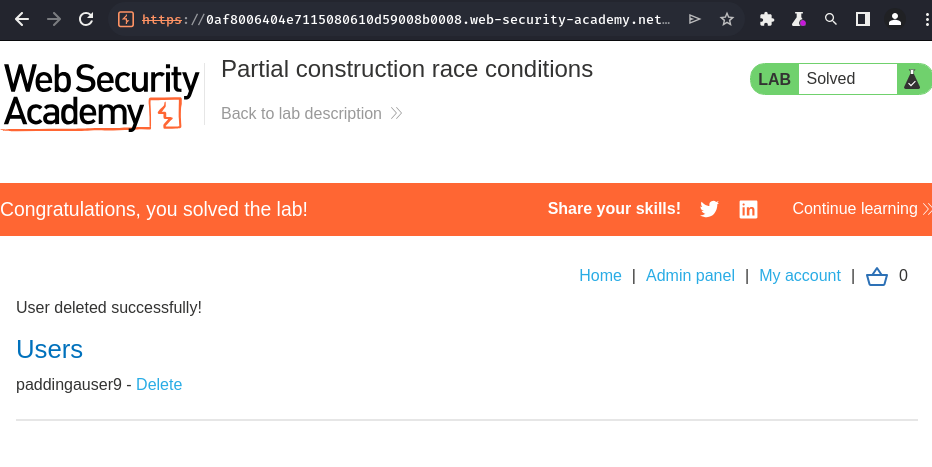 https://0af8006404e7115080610d59008b0008.web-security-academy.net…
Web Security
Academy
Partial construction race conditions
Back to lab description
LAB Solved
Congratulations, you solved the lab!
Share your skills!
Continue learning
Home | Admin panel | My account | 0
User deleted successfully!
Users
paddingauser9 - Delete